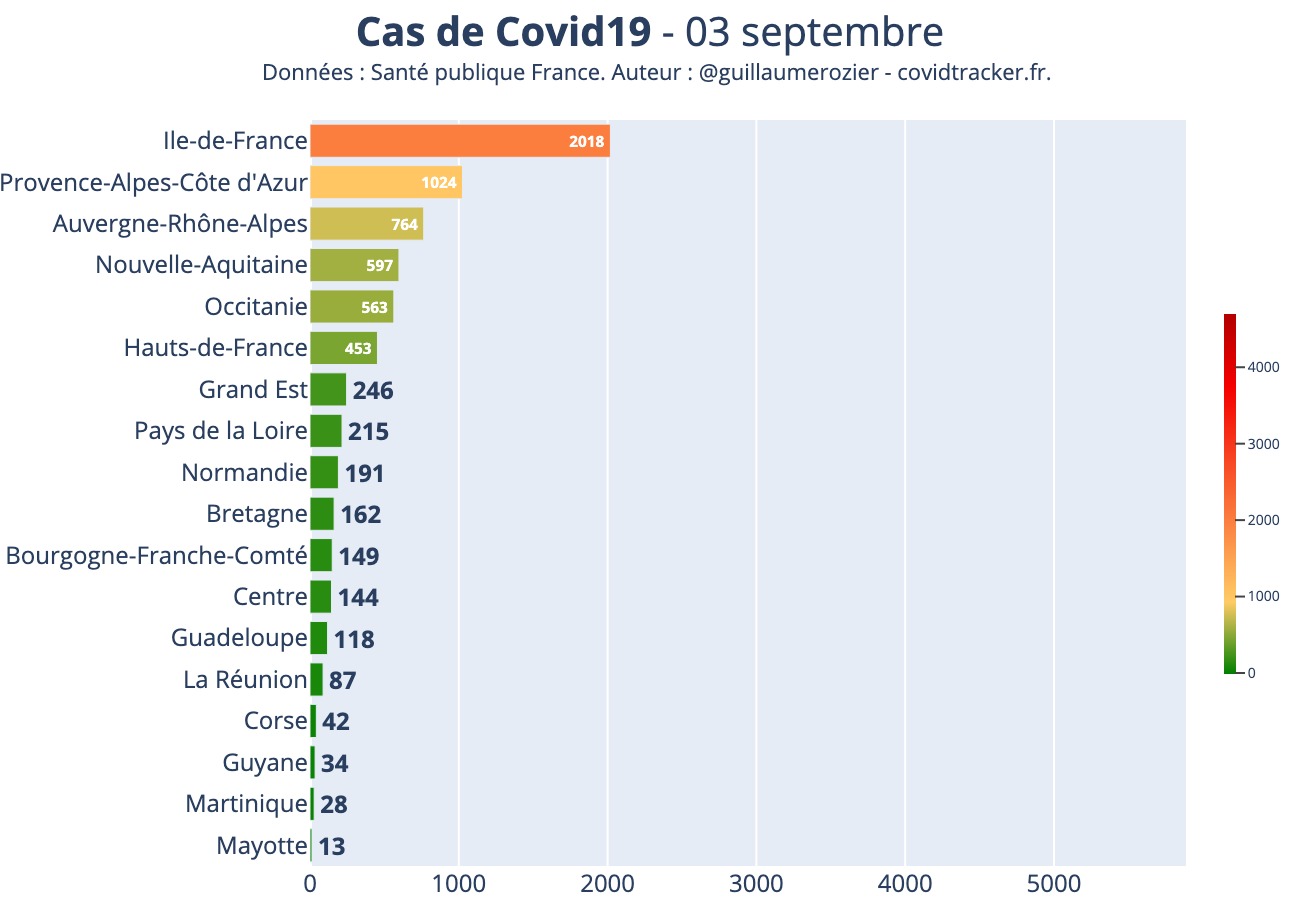 Cas de Covid19 - 03 septembre
Données : Santé publique France. Auteur : @guillaumerozier - covidtracker.fr.
Ile-de-France 2018
Provence-Alpes-Côte d'Azur 1024
Auvergne-Rhône-Alpes 764
Nouvelle-Aquitaine 597
Occitanie 563
Hauts-de-France 453
Grand Est 246
Pays de la Loire 215
Normandie 191
Bretagne 162
Bourgogne-Franche-Comté 149
Centre 144
Guadeloupe 118
La Réunion 87
Corse 42
Guyane 34
Martinique 28
Mayotte 13
0 1000 2000 3000 4000 5000
4000
3000
2000
1000
0